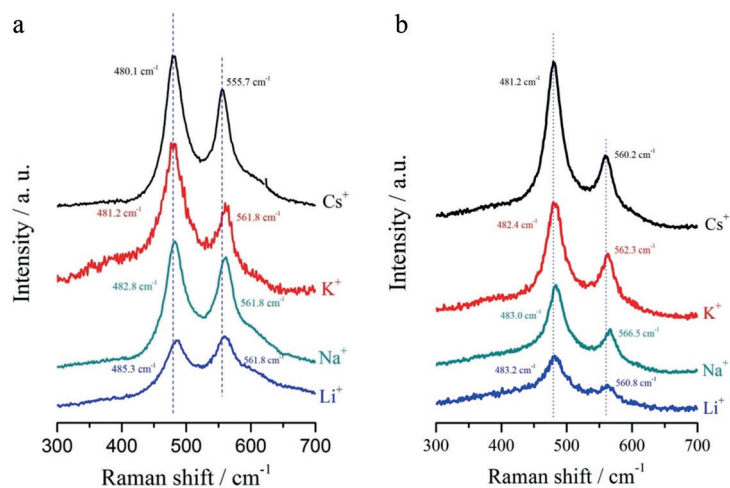 a
480.1 cm⁻¹
555.7 cm⁻¹
Cs⁺
481.2 cm⁻¹
561.8 cm⁻¹
K⁺
482.8 cm⁻¹
561.8 cm⁻¹
Na⁺
485.3 cm⁻¹
561.8 cm⁻¹
Li⁺
Intensity / a. u.
300 400 500 600 700
Raman shift / cm⁻¹
b
481.2 cm⁻¹
560.2 cm⁻¹
Cs⁺
482.4 cm⁻¹
562.3 cm⁻¹
K⁺
483.0 cm⁻¹
566.5 cm⁻¹
Na⁺
483.2 cm⁻¹
560.8 cm⁻¹
Li⁺
Intensity / a. u.
300 400 500 600 700
Raman shift / cm⁻¹